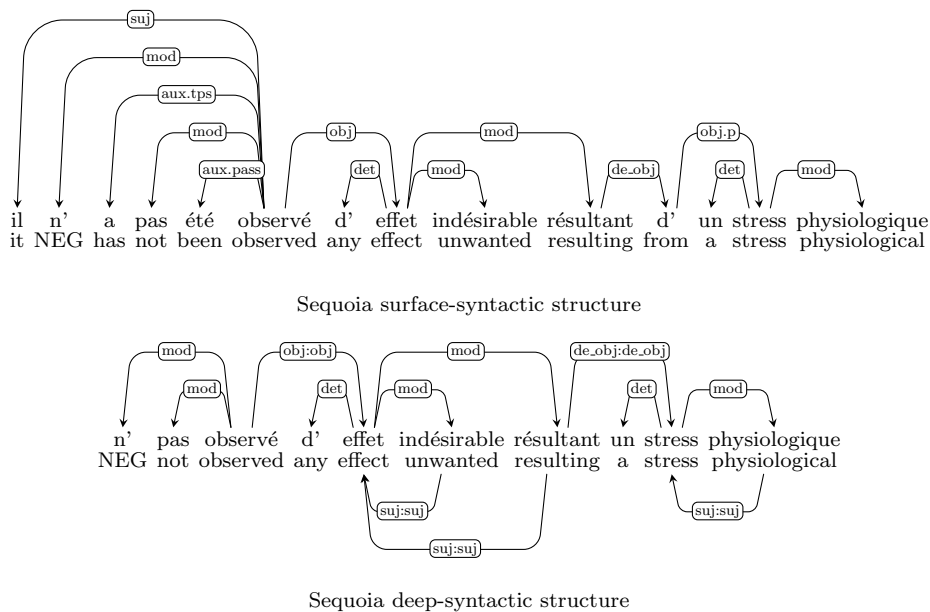 suj
mod
aux.tps
mod obj mod obj.p
aux.pass det mod de_obj det mod
il n' a pas été observé d' effet indésirable résultant d' un stress physiologique
it NEG has not been observed any effect unwanted resulting from a stress physiological
Sequoia surface-syntactic structure
mod obj:obj mod de_obj:de_obj
mod det mod det mod
n' pas observé d' effet indésirable résultant un stress physiologique
NEG not observed any effect unwanted resulting a stress physiological
suj:suj suj:suj
suj:suj
Sequoia deep-syntactic structure